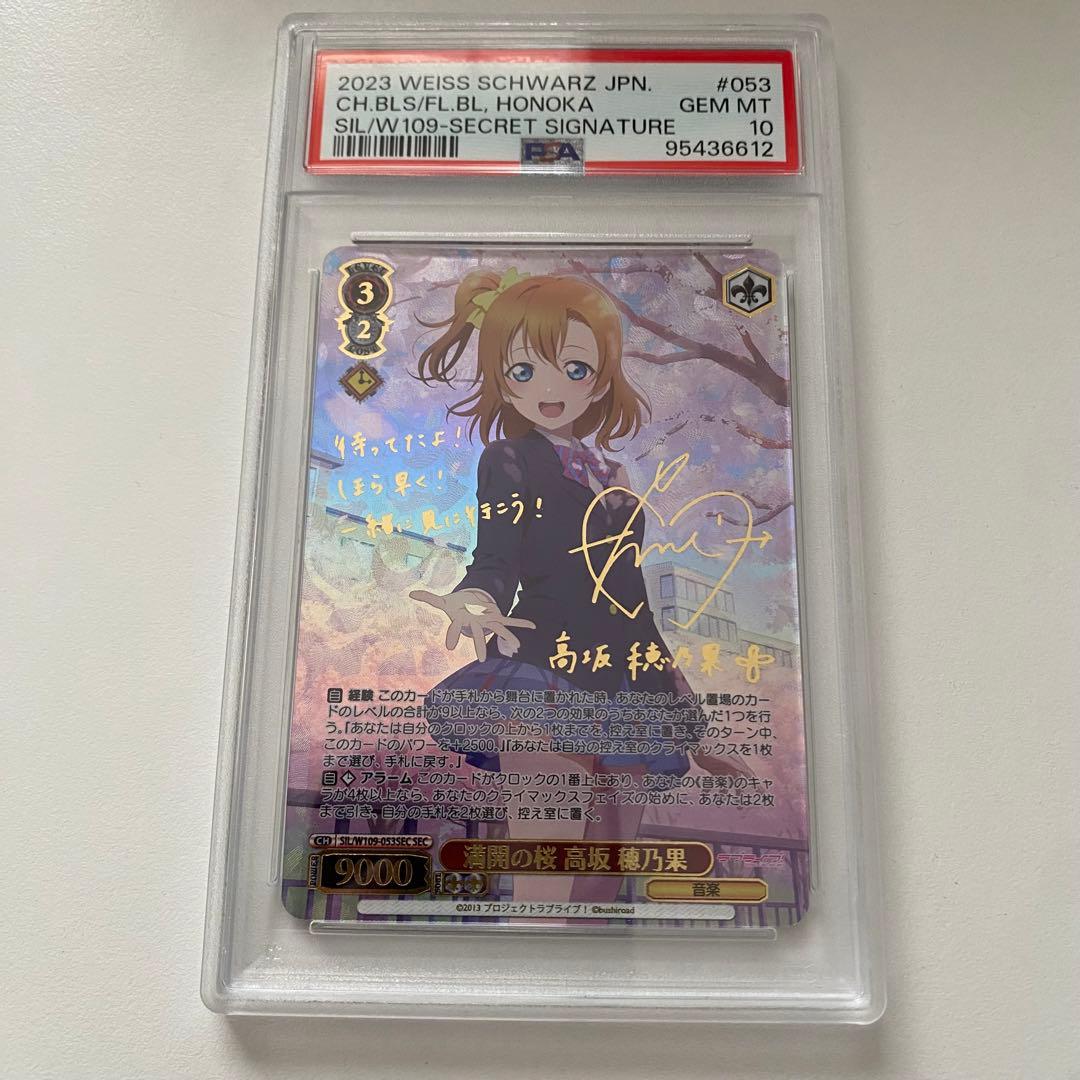 2023 WEISS SCHWARZ JPN. #053
CH.BLS/FL.BL, HONOKA GEM MT
SIL/W109-SECRET SIGNATURE 10
PSA 95436612
3
2
COST
待ってたよ!
ほら早く!
一緒に見に行こう!
高坂 穂乃果
自 経験 このカードが手札から舞台に置かれた時、あなたのレベル置場のカー
ドのレベルの合計が9以上なら、次の2つの効果のうちあなたが選んだ1つを行
う。『あなたは自分のクロックの上から1枚までを、控え室に置き、そのターン中、
このカードのパワーを+2500。』『あなたは自分の控え室のクライマックスを1枚
まで選び、手札に戻す。』
自 アラーム このカードがクロックの1番上にあり、あなたの《音楽》のキャ
ラが4枚以上なら、あなたのクライマックスフェイズの始めに、あなたは2枚
まで引き、自分の手札を2枚選び、控え室に置く。
CH SIL/W109-053SEC SEC
POWER 9000 SOUL 満開の桜 高坂 穂乃果 ラブライブ!
音楽
©2013 プロジェクトラブライブ! ©bushiroad